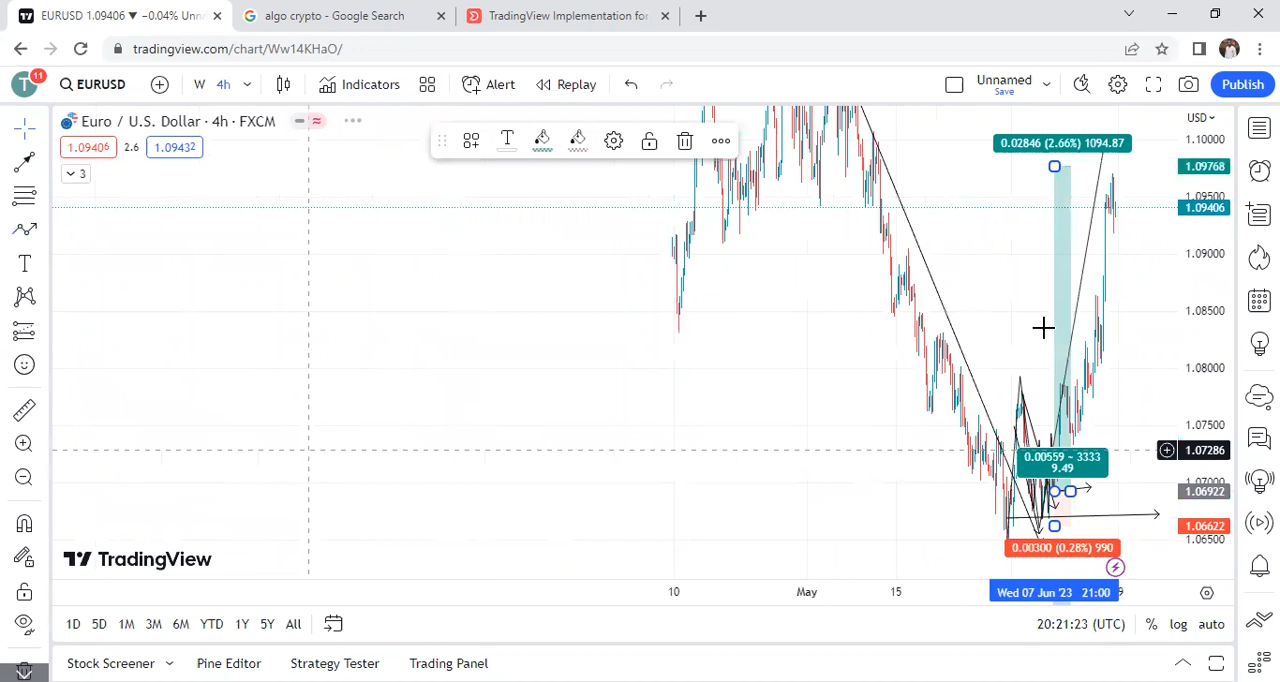 EURUSD 1.09406 ▼ −0.04% Unn
algo crypto - Google Search
TradingView Implementation for
tradingview.com/chart/Ww14KHaO/
T
11
EURUSD
W
4h
Indicators
Alert
Replay
Unnamed
Save
Publish
Euro / U.S. Dollar · 4h · FXCM
1.09406
2.6
1.09432
3
USD
1.10000
1.09768
1.09500
1.09406
1.09000
1.08500
1.08000
1.07500
1.07286
1.07000
1.06922
1.06622
1.06500
0.02846 (2.66%) 1094.87
0.00559 ~ 3333
9.49
0.00300 (0.28%) 990
TradingView
10
May
15
Wed 07 Jun '23 21:00
1D
5D
1M
3M
6M
YTD
1Y
5Y
All
20:21:23 (UTC)
%
log
auto
Stock Screener
Pine Editor
Strategy Tester
Trading Panel